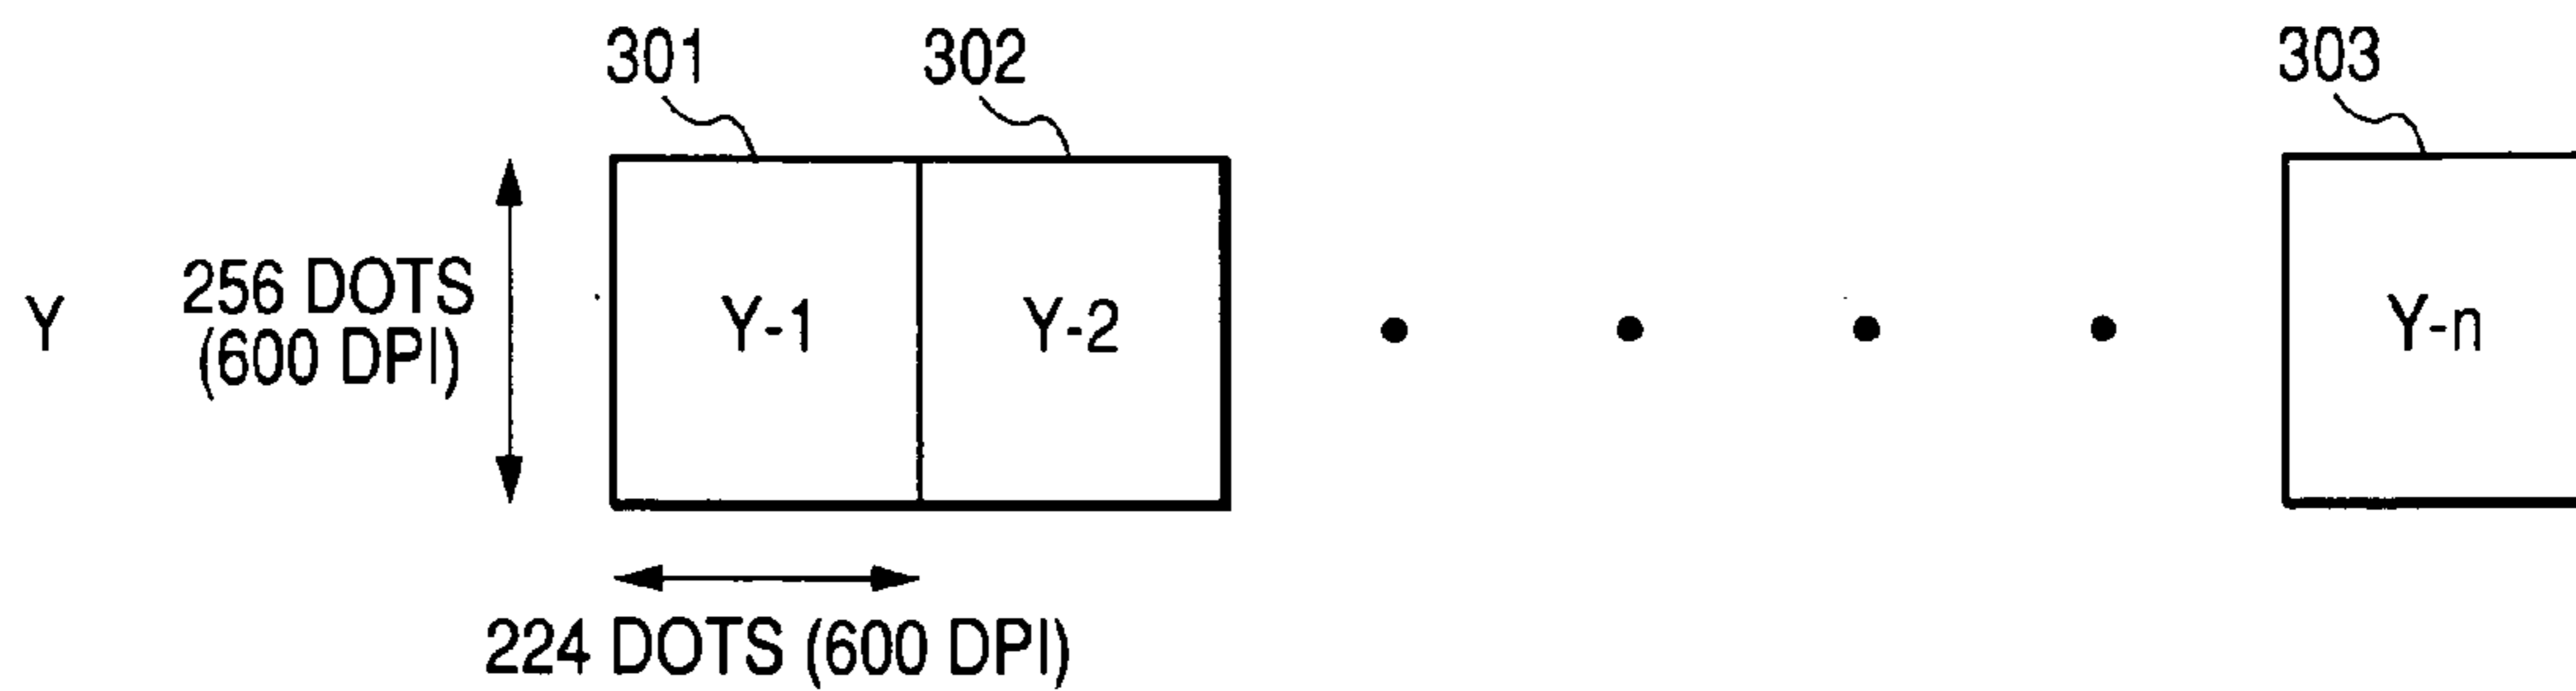 301
302
303
Y
256 DOTS
(600 DPI)
Y-1
Y-2
Y-n
224 DOTS (600 DPI)